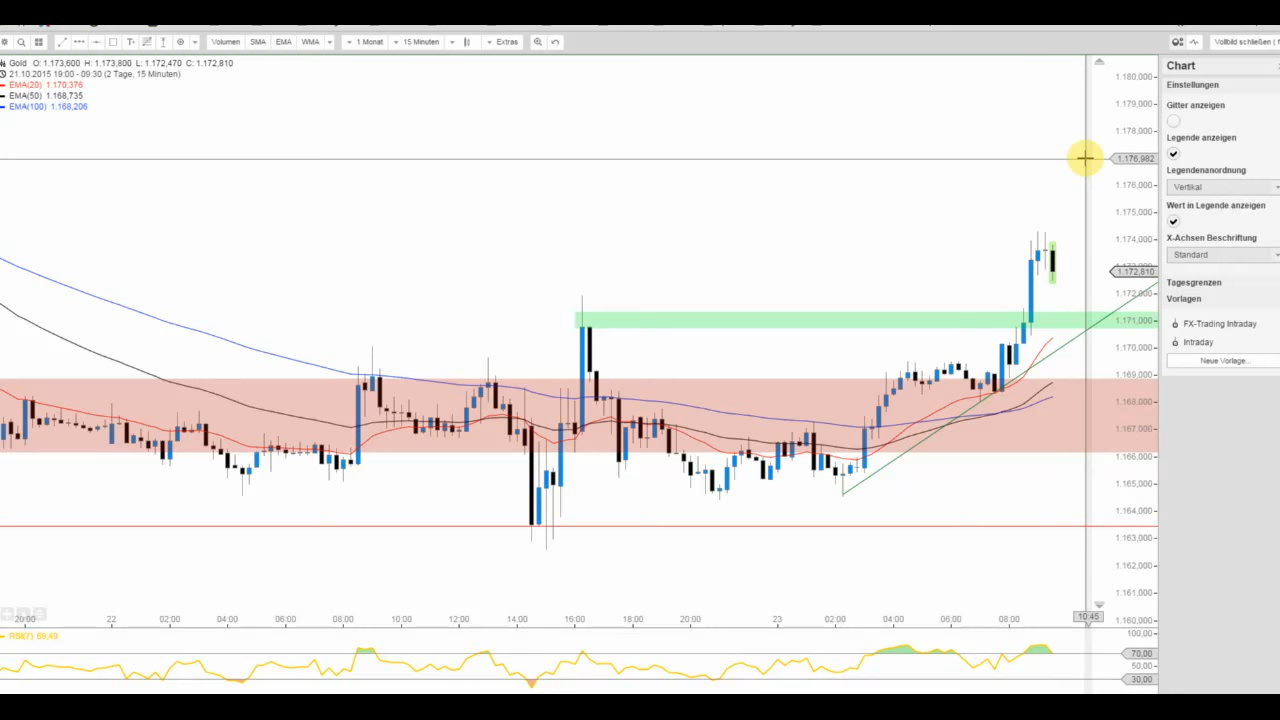 Volumen SMA EMA WMA 1 Monat 15 Minuten Extras Vollbild schließen
Gold O: 1.173,600 H: 1.173,800 L: 1.172,470 C: 1.172,810
21.10.2015 19:00 - 09:30 (2 Tage, 15 Minuten)
EMA(20) 1.170,376
EMA(50) 1.168,735
EMA(100) 1.168,206
1.180,000
1.179,000
1.178,000
1.176,982
1.176,000
1.175,000
1.174,000
1.172,810
1.172,000
1.171,000
1.170,000
1.169,000
1.168,000
1.167,000
1.166,000
1.165,000
1.164,000
1.163,000
1.162,000
1.161,000
1.160,000
20:00 22 02:00 04:00 06:00 08:00 10:00 12:00 14:00 16:00 18:00 20:00 23 02:00 04:00 06:00 08:00 10:45
RSI(7) 69,49
100,00
70,00
50,00
30,00
Chart
Einstellungen
Gitter anzeigen
Legende anzeigen
Legendenanordnung
Vertikal
Wert in Legende anzeigen
X-Achsen Beschriftung
Standard
Tagesgrenzen
Vorlagen
FX-Trading Intraday
Intraday
Neue Vorlage...